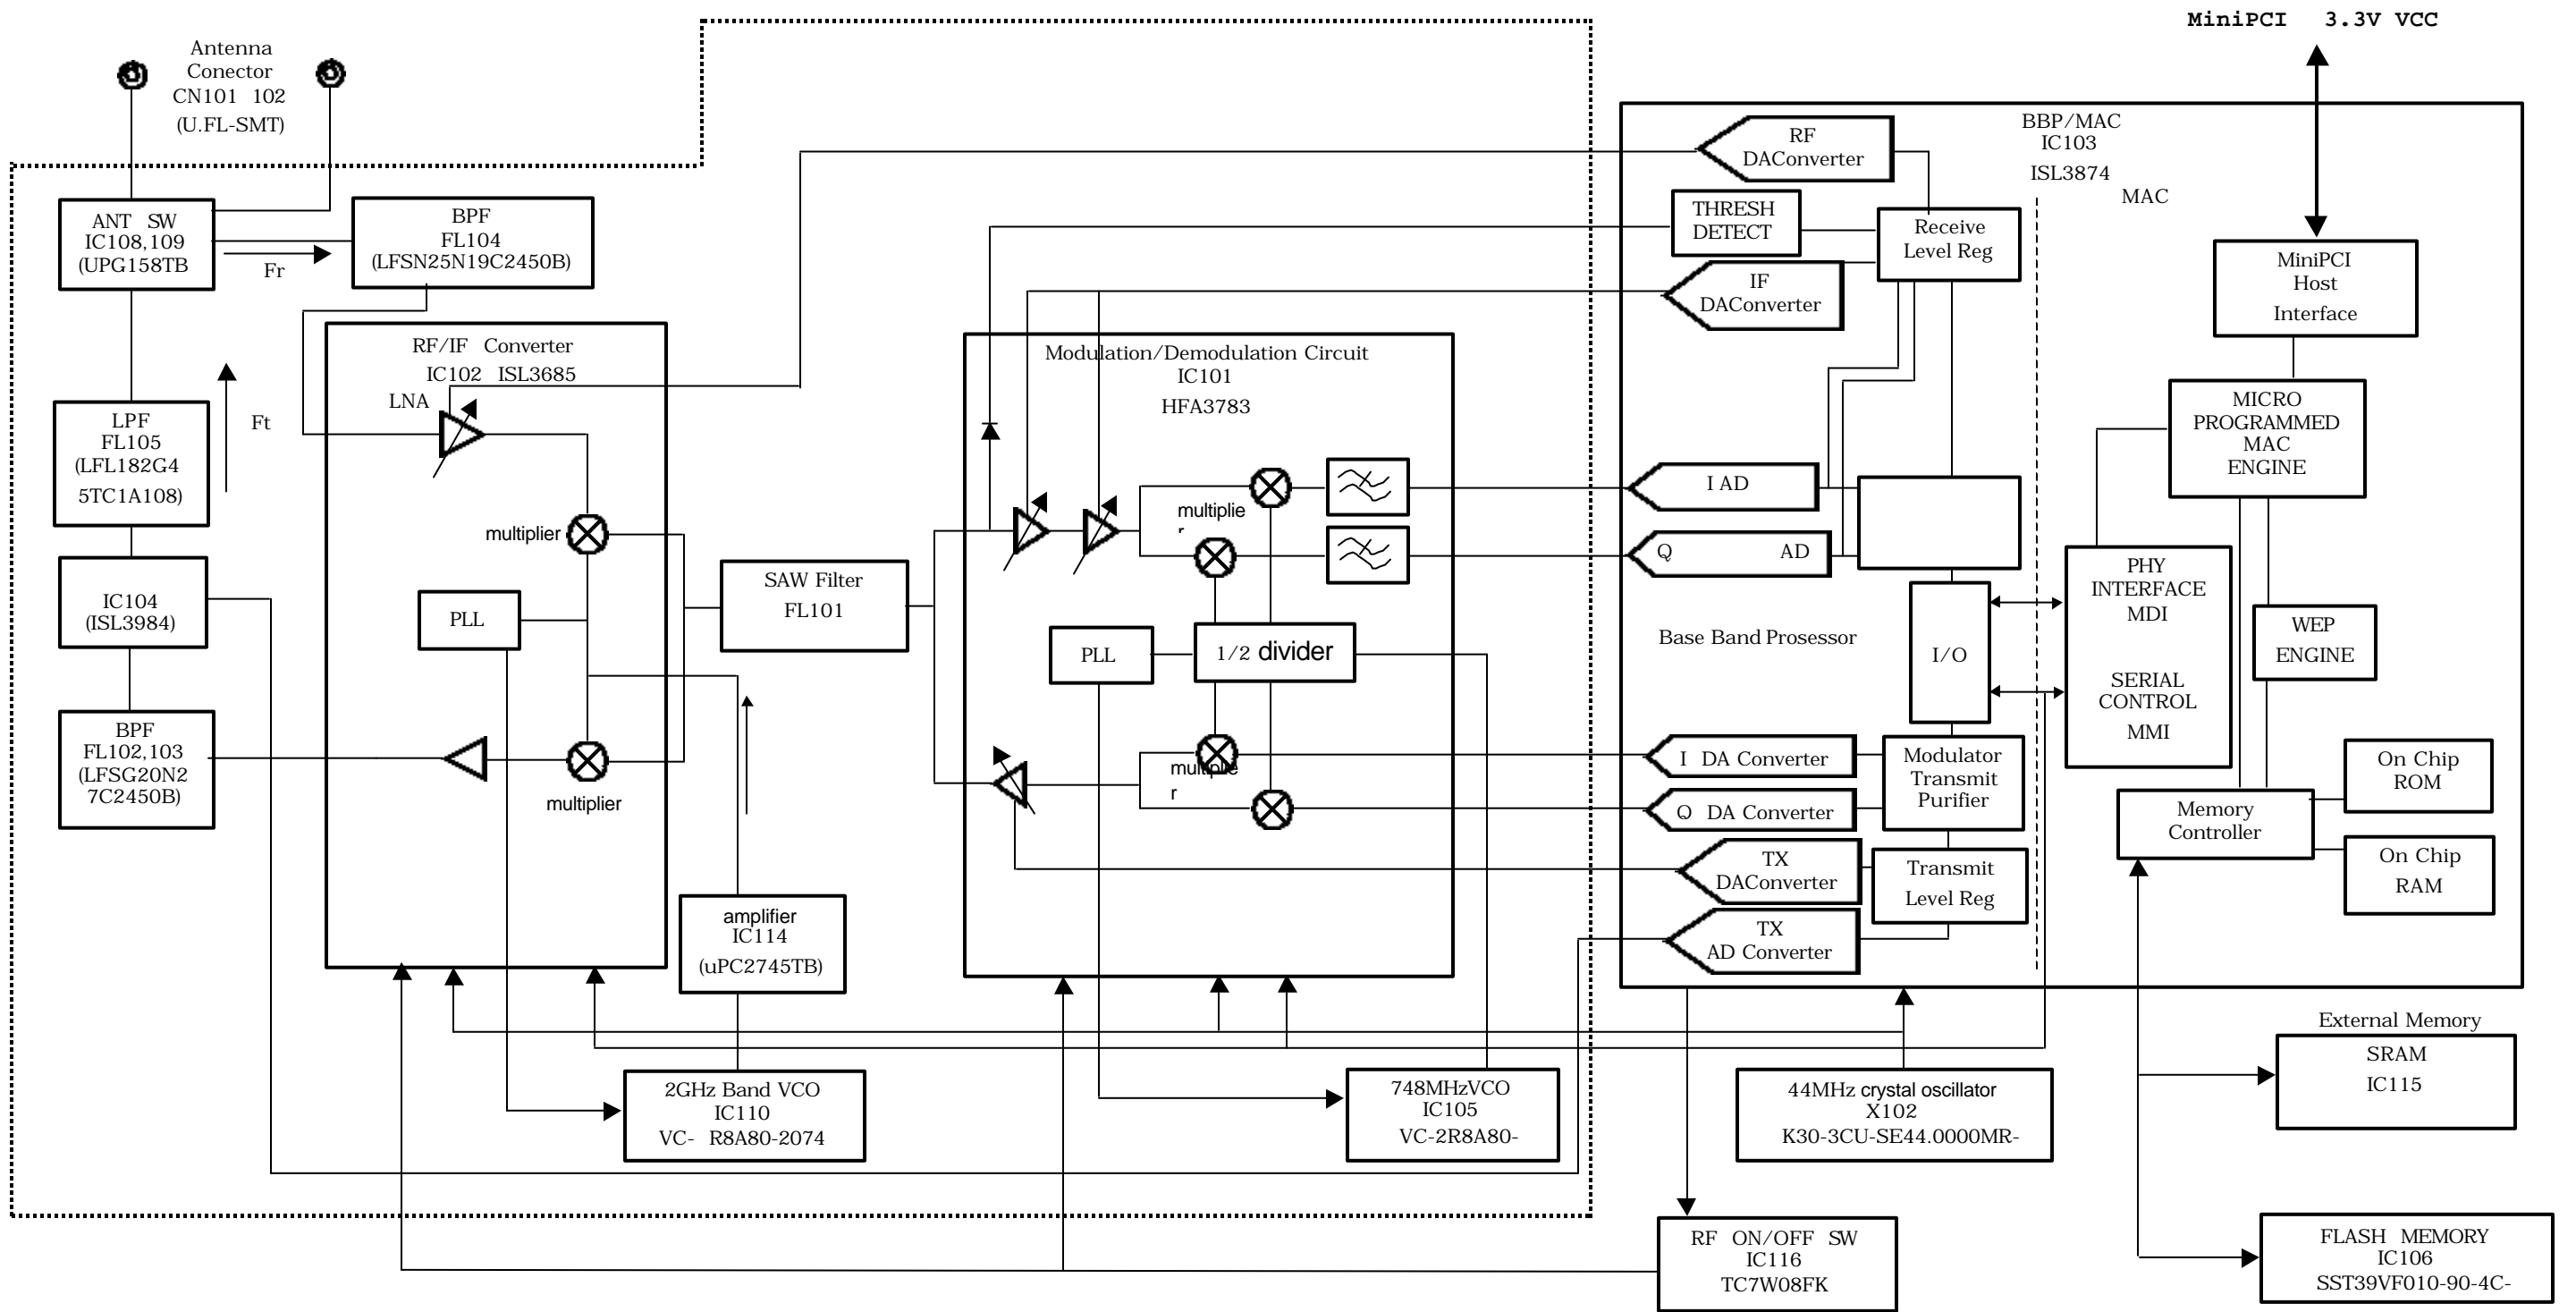 MiniPCI 3.3V VCC
Antenna
Conector
CN101 102
(U.FL-SMT)
ANT SW
IC108,109
(UPG158TB
Fr
BPF
FL104
(LFSN25N19C2450B)
LPF
FL105
(LFL182G4
5TC1A108)
Ft
IC104
(ISL3984)
BPF
FL102,103
(LFSG20N2
7C2450B)
RF/IF Converter
IC102 ISL3685
LNA
multiplier
PLL
multiplier
SAW Filter
FL101
amplifier
IC114
(uPC2745TB)
2GHz Band VCO
IC110
VC- R8A80-2074
Modulation/Demodulation Circuit
IC101
HFA3783
multiplie
r
PLL
1/2 divider
multiplie
r
748MHzVCO
IC105
VC-2R8A80-
BBP/MAC
IC103
ISL3874
MAC
RF
DAConverter
THRESH
DETECT
Receive
Level Reg
IF
DAConverter
I AD
Q AD
Base Band Prosessor
I/O
I DA Converter
Q DA Converter
Modulator
Transmit
Purifier
TX
DAConverter
Transmit
Level Reg
TX
AD Converter
MiniPCI
Host
Interface
MICRO
PROGRAMMED
MAC
ENGINE
PHY
INTERFACE
MDI
SERIAL
CONTROL
MMI
WEP
ENGINE
Memory
Controller
On Chip
ROM
On Chip
RAM
44MHz crystal oscillator
X102
K30-3CU-SE44.0000MR-
RF ON/OFF SW
IC116
TC7W08FK
External Memory
SRAM
IC115
FLASH MEMORY
IC106
SST39VF010-90-4C-